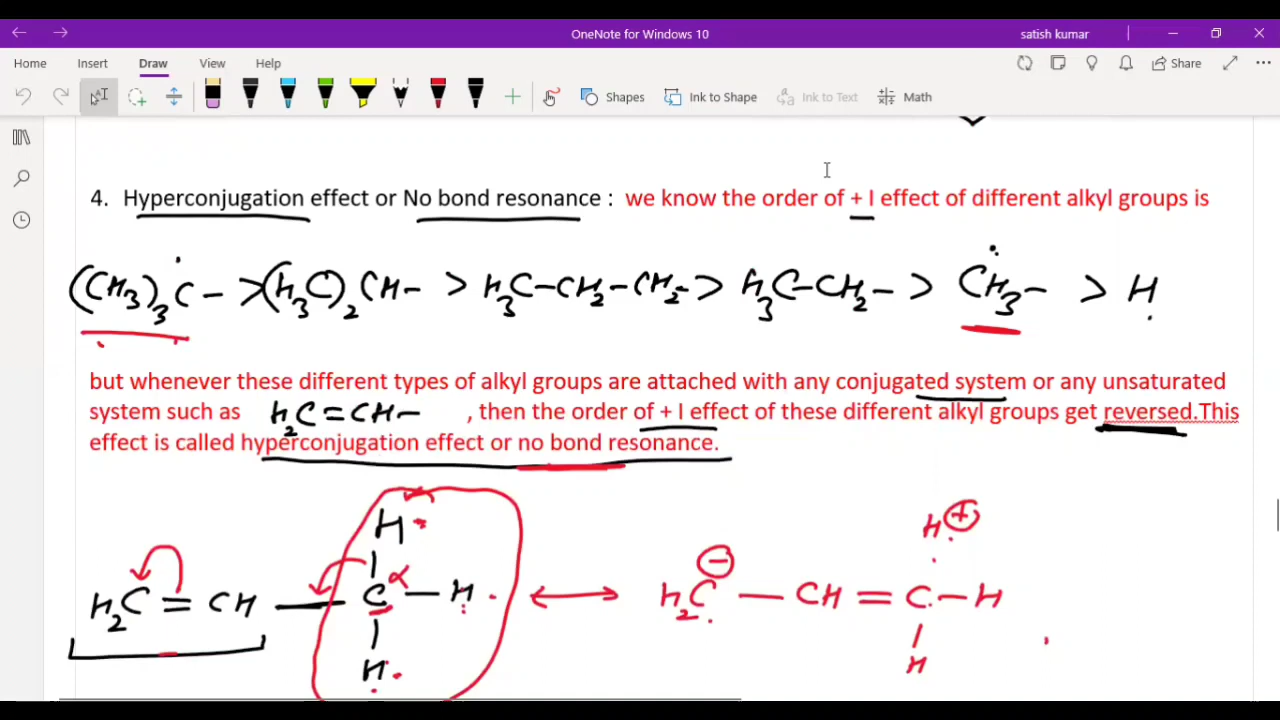 OneNote for Windows 10
satish kumar
Home Insert Draw View Help
Share
Shapes Ink to Shape Ink to Text Math
4. Hyperconjugation effect or No bond resonance : we know the order of + I effect of different alkyl groups is
(CH3)3C- > (H3C)2CH- > H3C-CH2-CH2- > H3C-CH2- > CH3- > H
but whenever these different types of alkyl groups are attached with any conjugated system or any unsaturated
system such as H2C=CH- , then the order of + I effect of these different alkyl groups get reversed.This
effect is called hyperconjugation effect or no bond resonance.
H H⊕
α ⊖
H2C=CH-C-H ↔ H2C-CH=C-H
H H